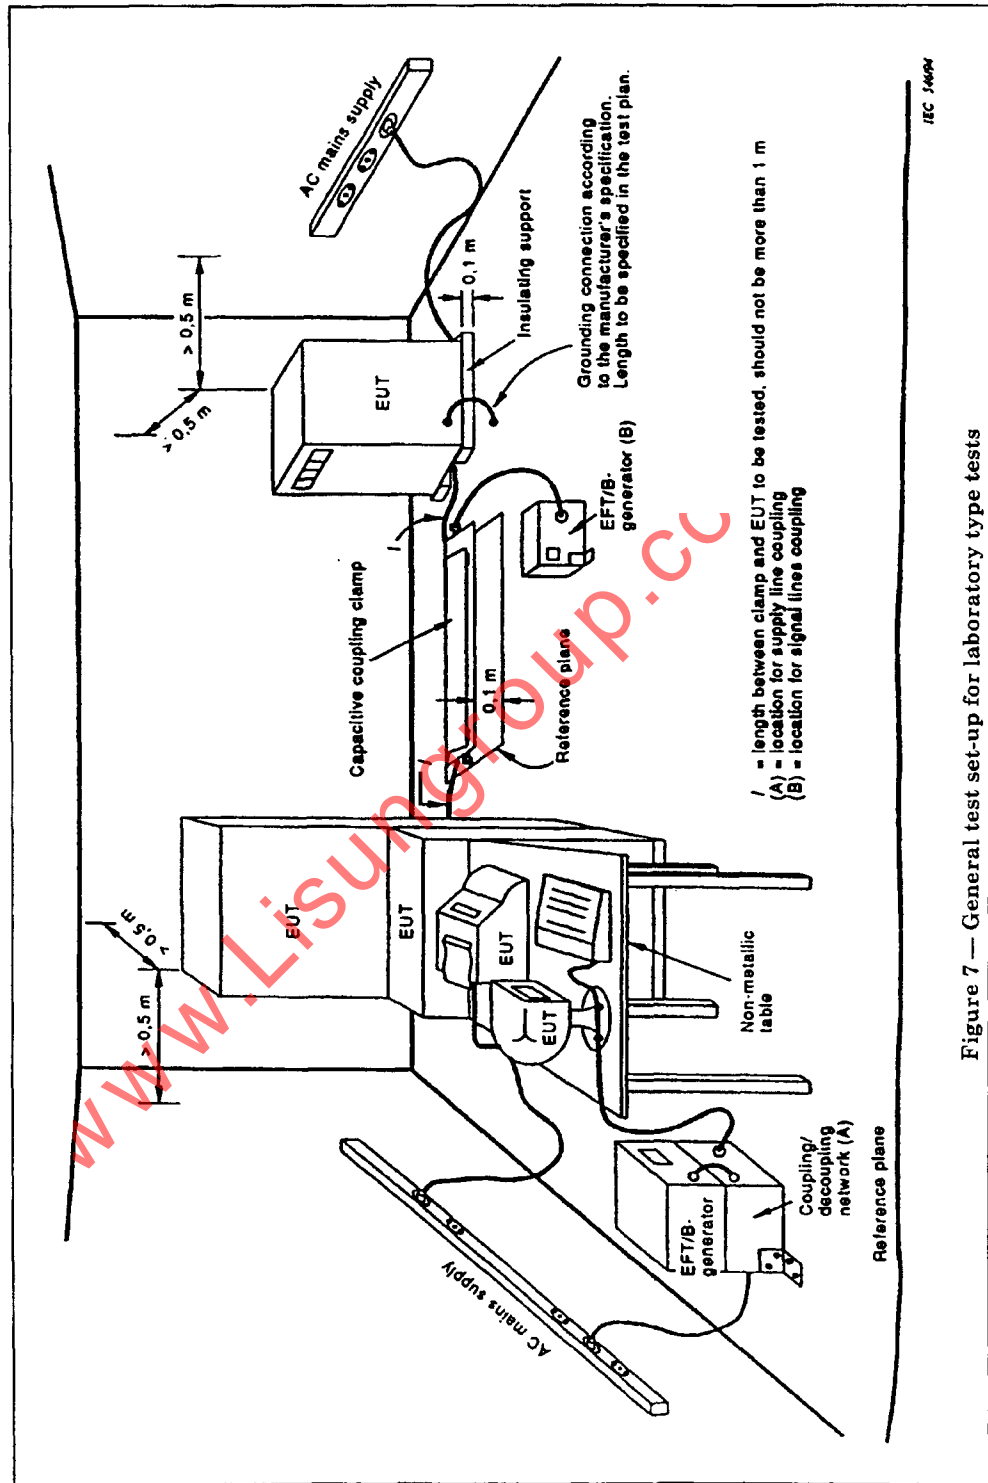 AC mains supply
> 0,5 m
> 0,5 m
EUT
0,1 m
Insulating support
Grounding connection according
to the manufacturer's specification.
Length to be specified in the test plan.
l
Capacitive coupling clamp
EFT/B-
generator (B)
0,1 m
Reference plane
> 0,5 m
> 0,5 m
EUT
EUT
EUT
EUT
Non-metallic
table
AC mains supply
EFT/B-
generator
Coupling/
decoupling
network (A)
Reference plane
l = length between clamp and EUT to be tested, should not be more than 1 m
(A) = location for supply line coupling
(B) = location for signal lines coupling
IEC 546/94
Figure 7 — General test set-up for laboratory type tests
www.Lisungroup.co